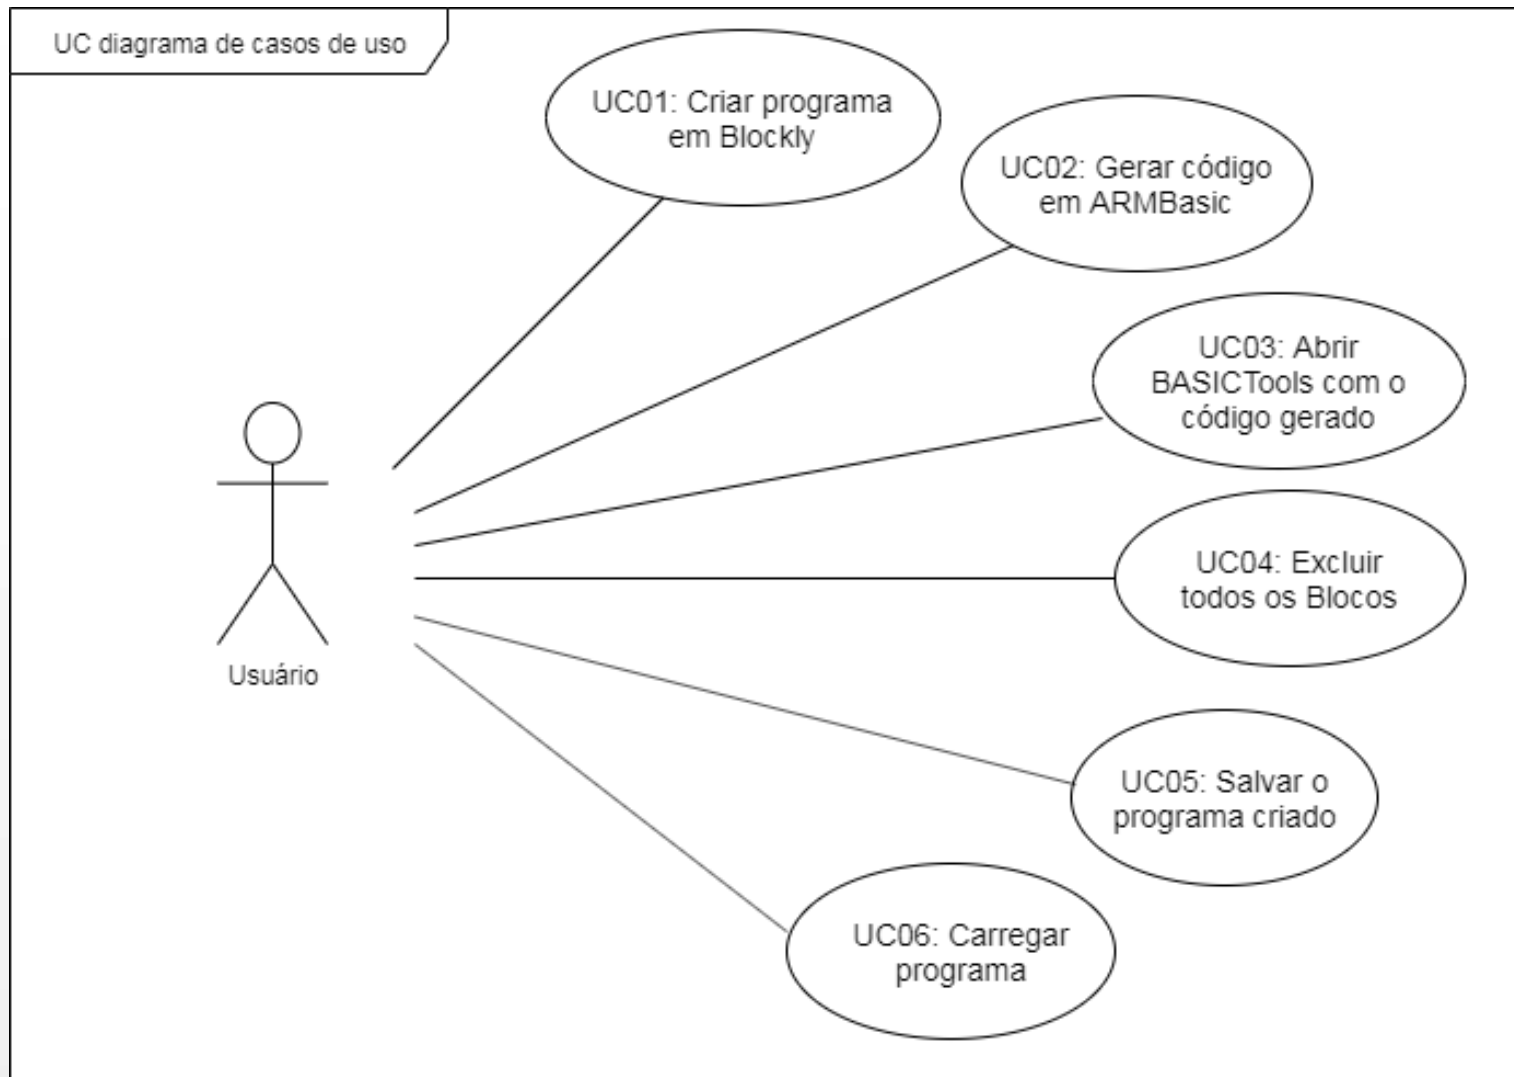 UC diagrama de casos de uso
UC01: Criar programa
em Blockly
UC02: Gerar código
em ARMBasic
UC03: Abrir
BASICTools com o
código gerado
UC04: Excluir
todos os Blocos
Usuário
UC05: Salvar o
programa criado
UC06: Carregar
programa